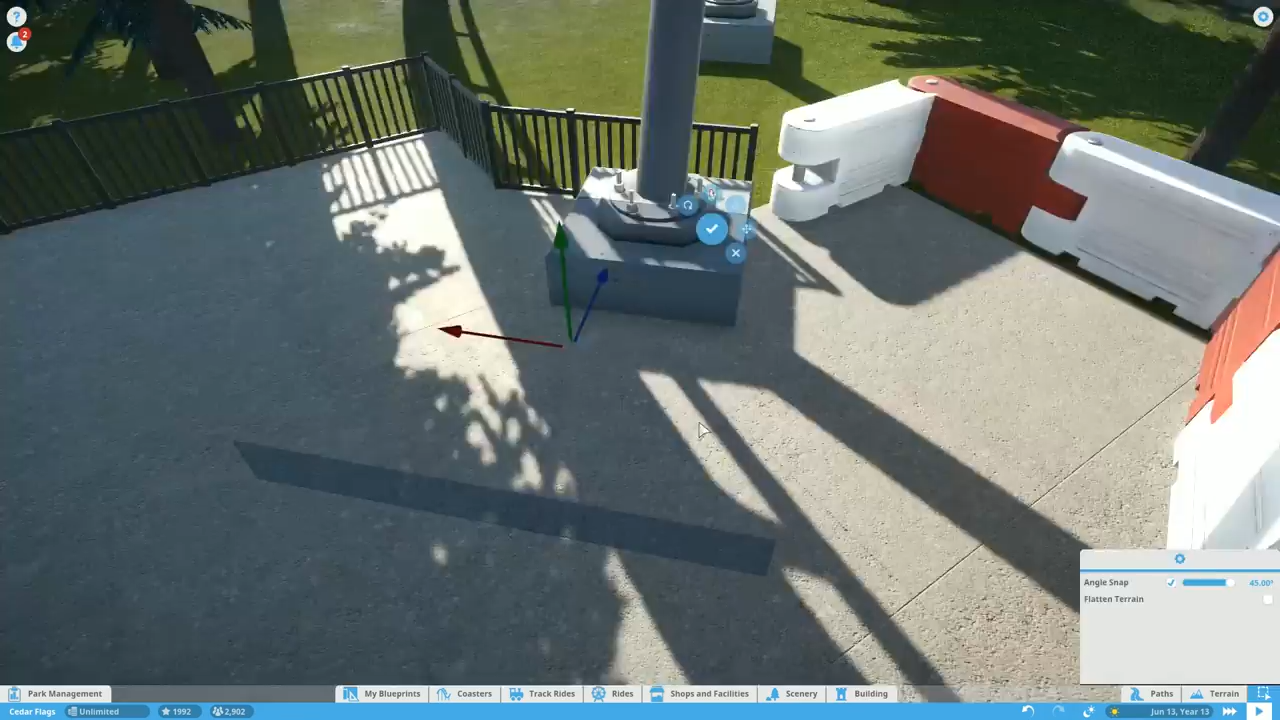 ?
2
Angle Snap 45.00°
Flatten Terrain
Park Management My Blueprints Coasters Track Rides Rides Shops and Facilities Scenery Building Paths Terrain
Cedar Flags Unlimited 1992 2,902 Jun 13, Year 13